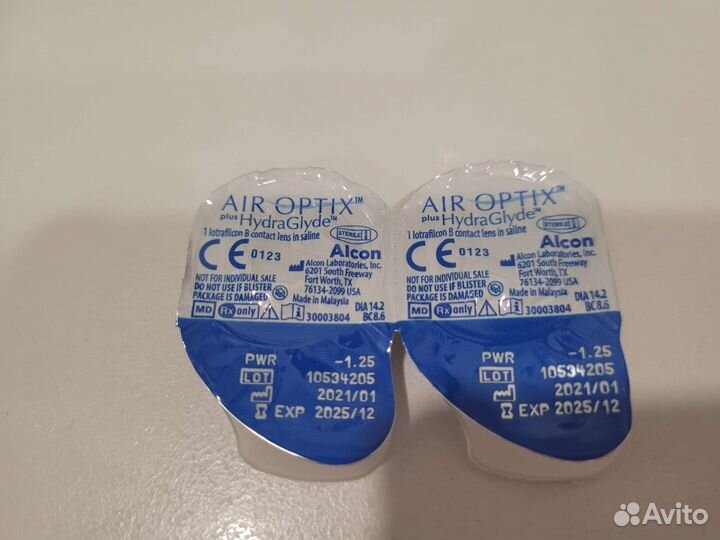 AIR OPTIX™
plus HydraGlyde™
1 lotrafilcon B contact lens in saline
STERILE
CE 0123
Alcon
Alcon Laboratories, Inc.
6201 South Freeway
Fort Worth, TX
76134-2099 USA
Made in Malaysia
NOT FOR INDIVIDUAL SALE
DO NOT USE IF BLISTER
PACKAGE IS DAMAGED
DIA 14.2
BC 8.6
MD Rx only 30003804
PWR -1.25
LOT 10534205
2021/01
EXP 2025/12
AIR OPTIX™
plus HydraGlyde™
1 lotrafilcon B contact lens in saline
STERILE
CE 0123
Alcon
Alcon Laboratories, Inc.
6201 South Freeway
Fort Worth, TX
76134-2099 USA
Made in Malaysia
NOT FOR INDIVIDUAL SALE
DO NOT USE IF BLISTER
PACKAGE IS DAMAGED
DIA 14.2
BC 8.6
MD Rx only 30003804
PWR -1.25
LOT 10534205
2021/01
EXP 2025/12
Avito